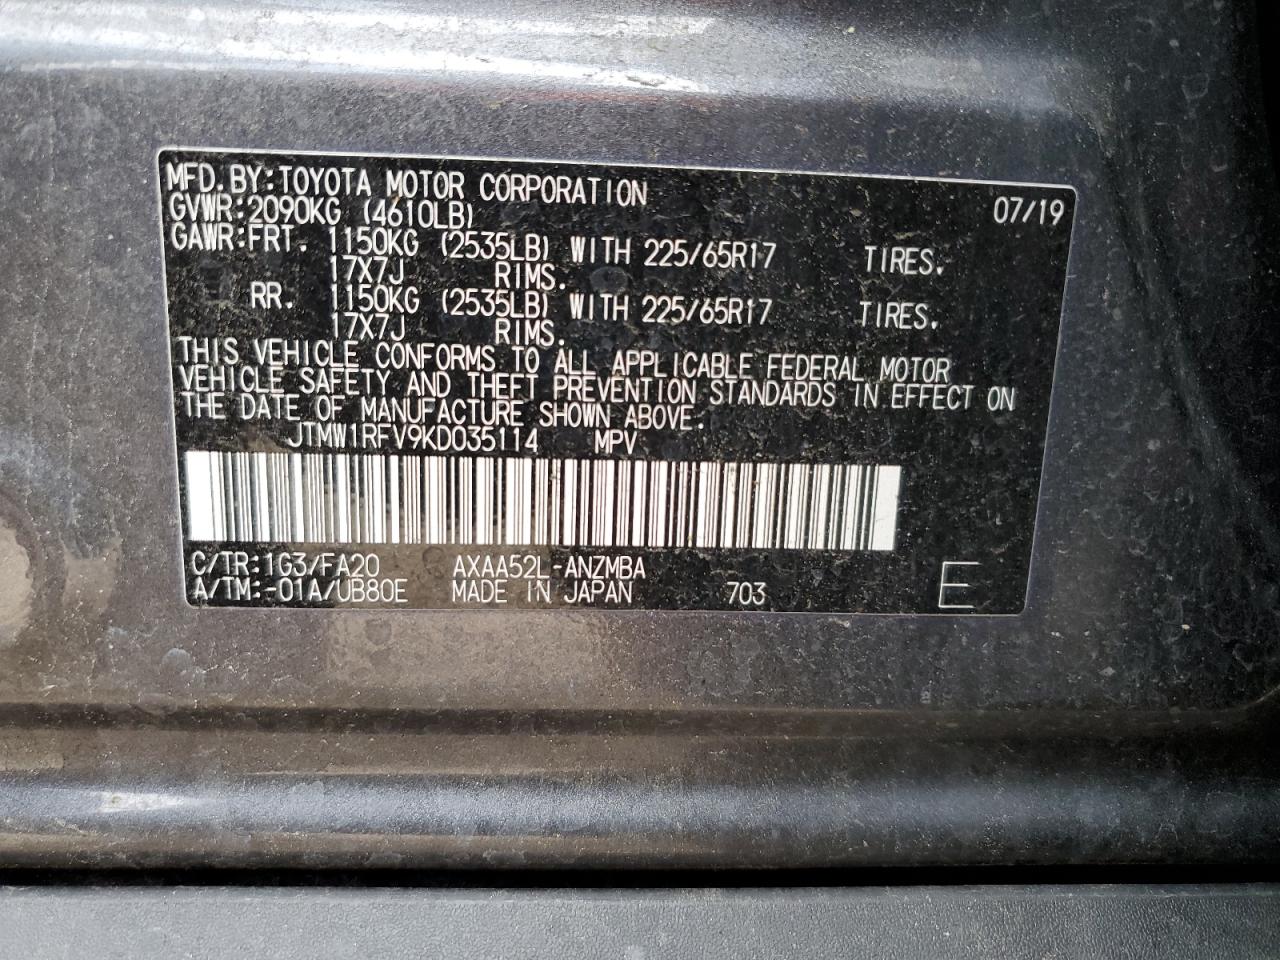 MFD.BY:TOYOTA MOTOR CORPORATION 07/19
GVWR:2090KG (4610LB)
GAWR:FRT. 1150KG (2535LB) WITH 225/65R17 TIRES.
17X7J RIMS.
RR. 1150KG (2535LB) WITH 225/65R17 TIRES.
17X7J RIMS.
THIS VEHICLE CONFORMS TO ALL APPLICABLE FEDERAL MOTOR
VEHICLE SAFETY AND THEFT PREVENTION STANDARDS IN EFFECT ON
THE DATE OF MANUFACTURE SHOWN ABOVE.
JTMW1RFV9KD035114 MPV
C/TR:1G3/FA20 AXAA52L-ANZMBA
A/TM:-01A/UB80E MADE IN JAPAN 703 E